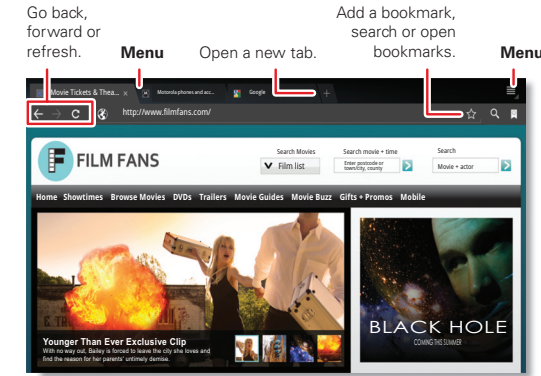 Go back,
forward or
refresh.
Menu
Open a new tab.
Add a bookmark,
search or open
bookmarks.
Menu
Movie Tickets & Thea...
Motorola phones and acc...
Google
http://www.filmfans.com/
FILM FANS
Search Movies
Film list
Search movie + time
Enter postcode or
town/city, county
Search
Movie + actor
Home Showtimes Browse Movies DVDs Trailers Movie Guides Movie Buzz Gifts + Promos Mobile
Younger Than Ever Exclusive Clip
With no way out, Bailey is forced to leave the city she loves and
find the reason for her parents' untimely demise.
BLACK HOLE
COMING THIS SUMMER